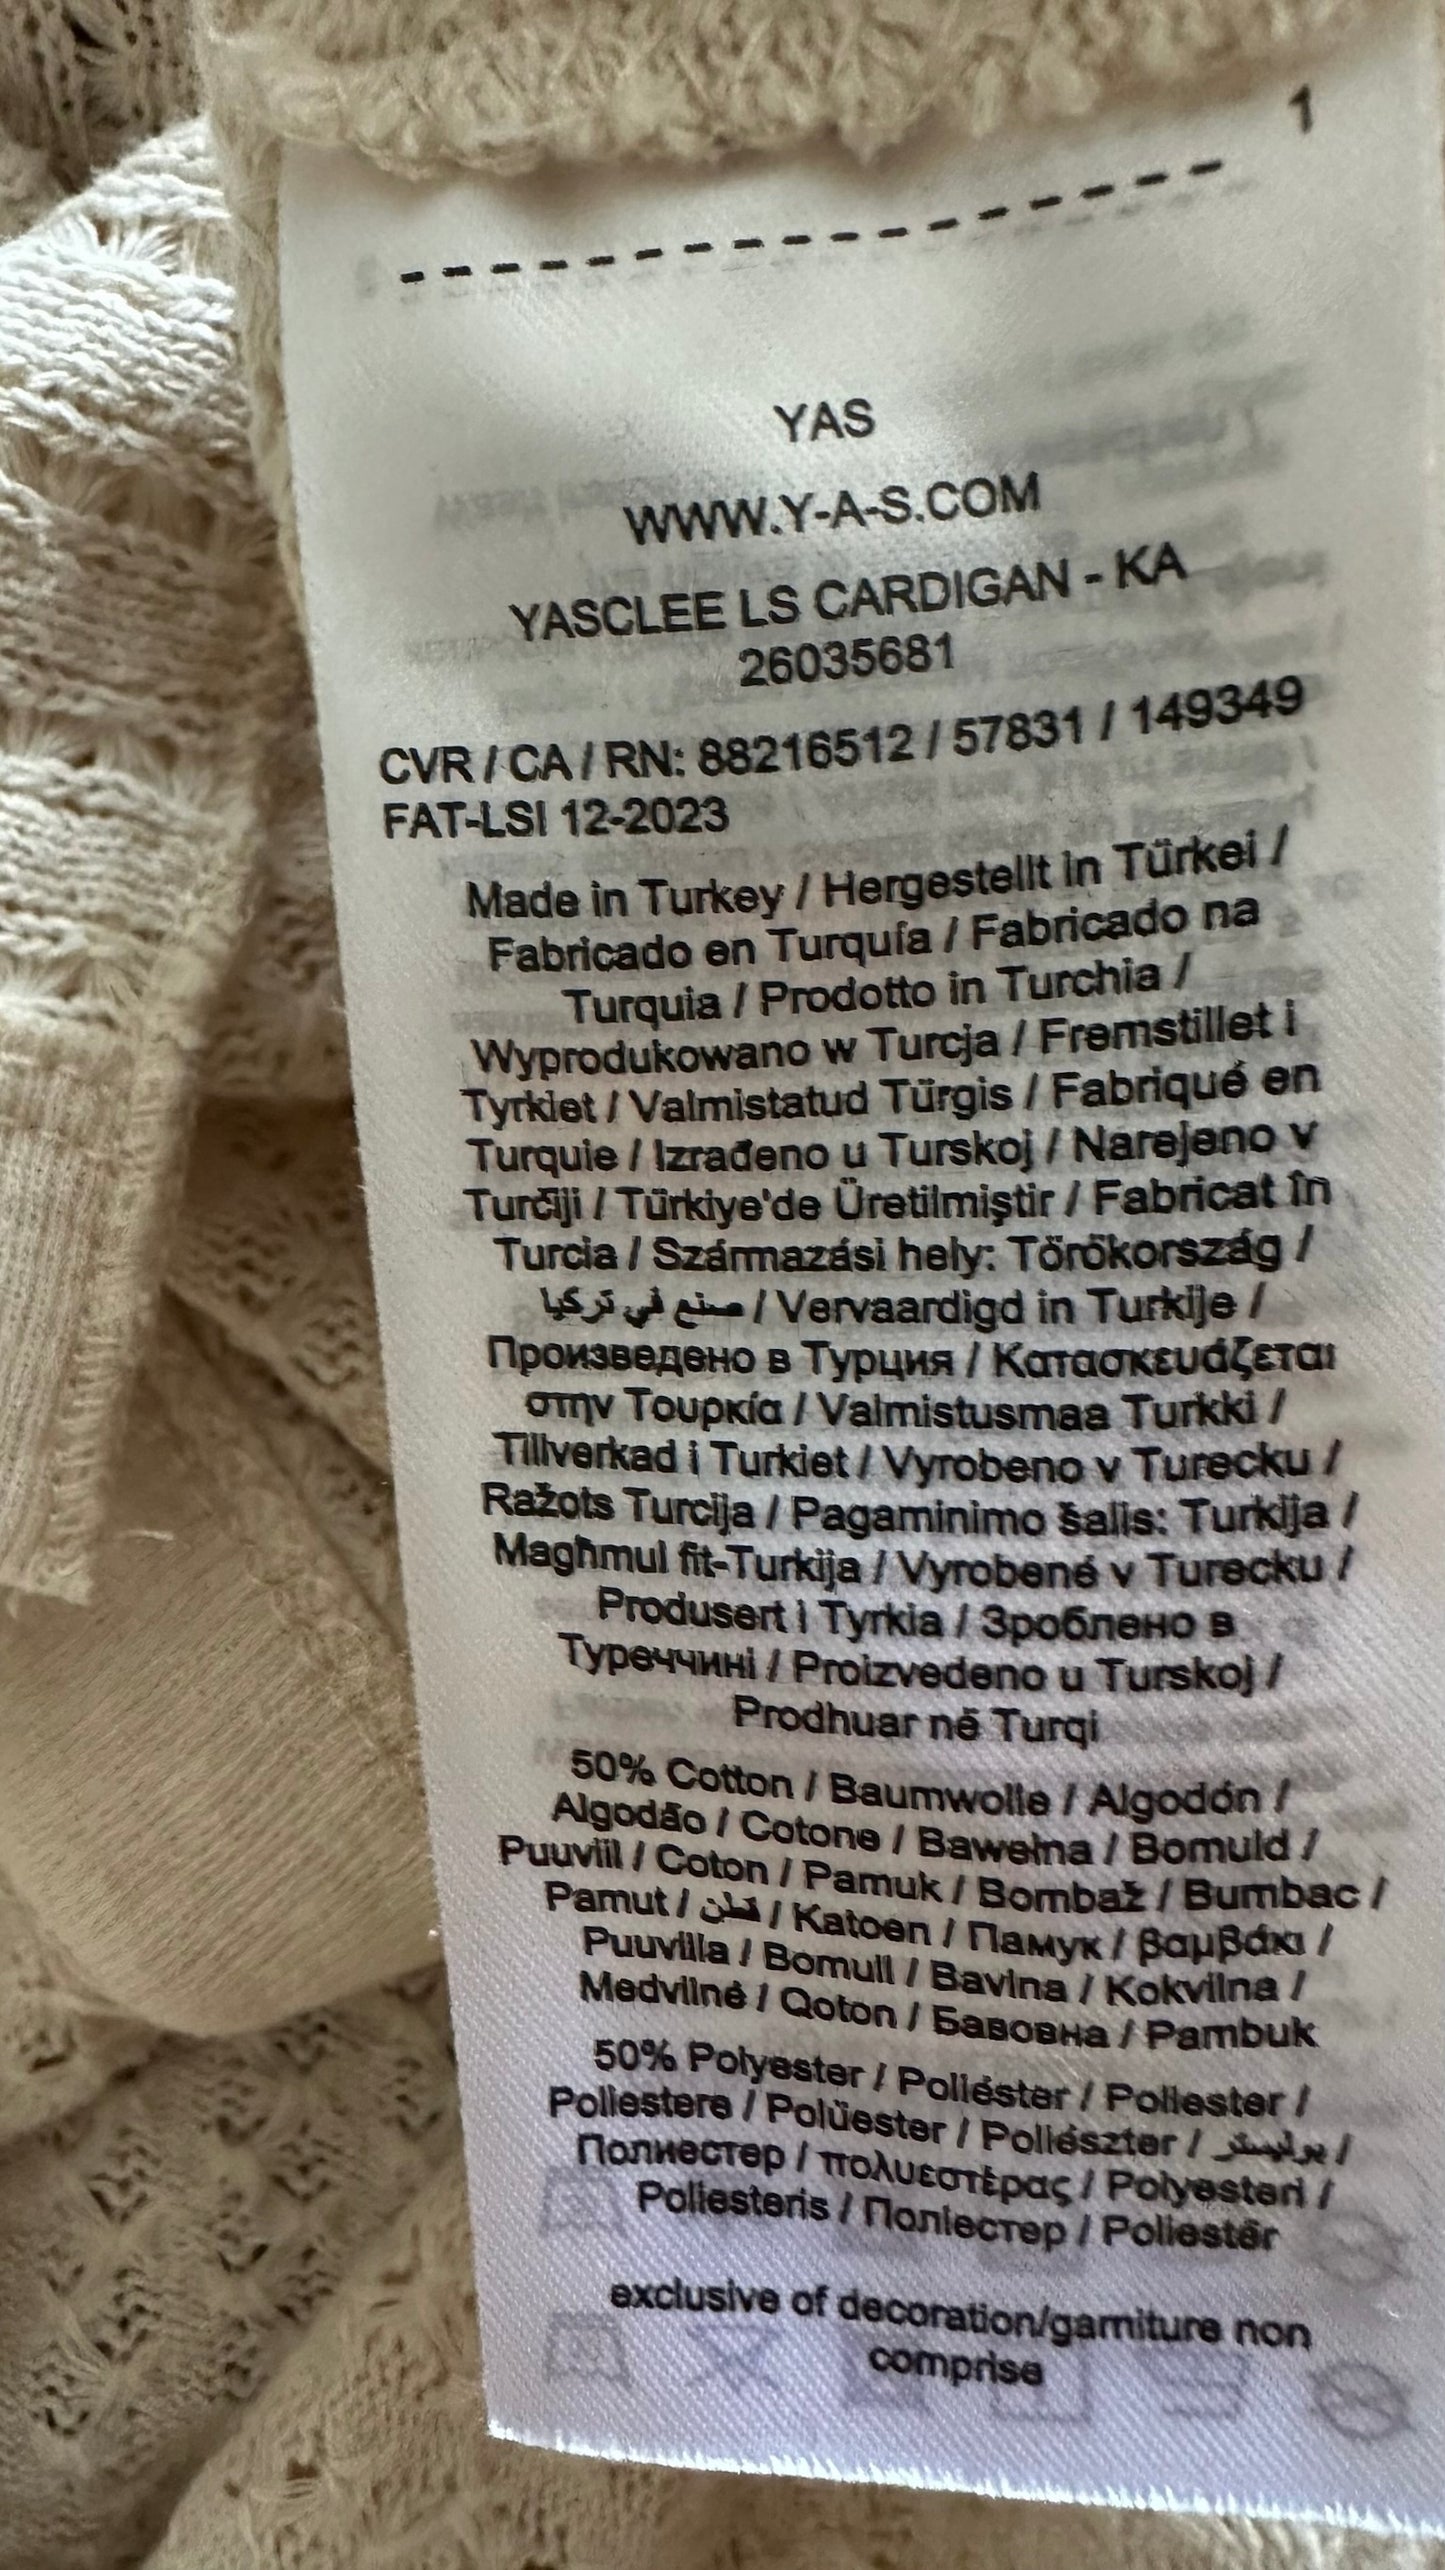 1
YAS
WWW.Y-A-S.COM
YASCLEE LS CARDIGAN - KA
26035681
CVR / CA / RN: 88216512 / 57831 / 149349
FAT-LSI 12-2023
Made in Turkey / Hergestellt in Türkei /
Fabricado en Turquía / Fabricado na
Turquia / Prodotto in Turchia /
Wyprodukowano w Turcja / Fremstillet i
Tyrkiet / Valmistatud Türgis / Fabriqué en
Turquie / Izrađeno u Turskoj / Narejeno v
Turčiji / Türkiye'de Üretilmiştir / Fabricat în
Turcia / Származási hely: Törökország /
صنع في تركيا / Vervaardigd in Turkije /
Произведено в Турция / Κατασκευάζεται
στην Τουρκία / Valmistusmaa Turkki /
Tillverkad i Turkiet / Vyrobeno v Turecku /
Ražots Turcija / Pagaminimo šalis: Turkija /
Magħmul fit-Turkija / Vyrobené v Turecku /
Produsert i Tyrkia / Зроблено в
Туреччині / Proizvedeno u Turskoj /
Prodhuar në Turqi
50% Cotton / Baumwolle / Algodón /
Algodão / Cotone / Bawełna / Bomuld /
Puuvill / Coton / Pamuk / Bombaž / Bumbac /
Pamut / قطن / Katoen / Памук / βαμβάκι /
Puuvilla / Bomull / Bavlna / Kokvilna /
Medvilnė / Qoton / Бавовна / Pambuk
50% Polyester / Poliéster / Poliester /
Poliestere / Polüester / Poliészter / بوليستر /
Полиестер / πολυεστέρας / Polyesteri /
Poliesteris / Поліестер / Poliestër
exclusive of decoration/garniture non
comprise